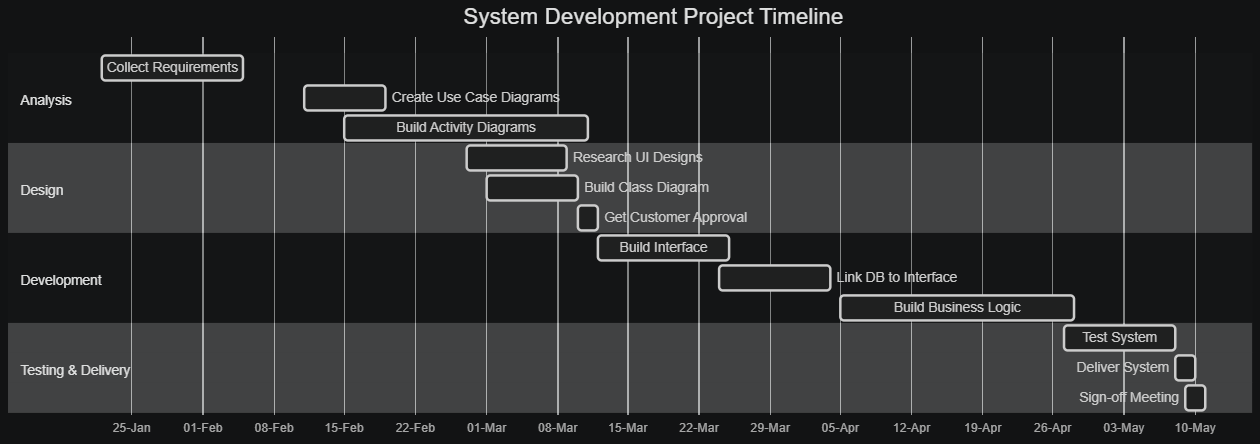 System Development Project Timeline
Analysis
Collect Requirements
Create Use Case Diagrams
Build Activity Diagrams
Design
Research UI Designs
Build Class Diagram
Get Customer Approval
Development
Build Interface
Link DB to Interface
Build Business Logic
Testing & Delivery
Test System
Deliver System
Sign-off Meeting
25-Jan 01-Feb 08-Feb 15-Feb 22-Feb 01-Mar 08-Mar 15-Mar 22-Mar 29-Mar 05-Apr 12-Apr 19-Apr 26-Apr 03-May 10-May